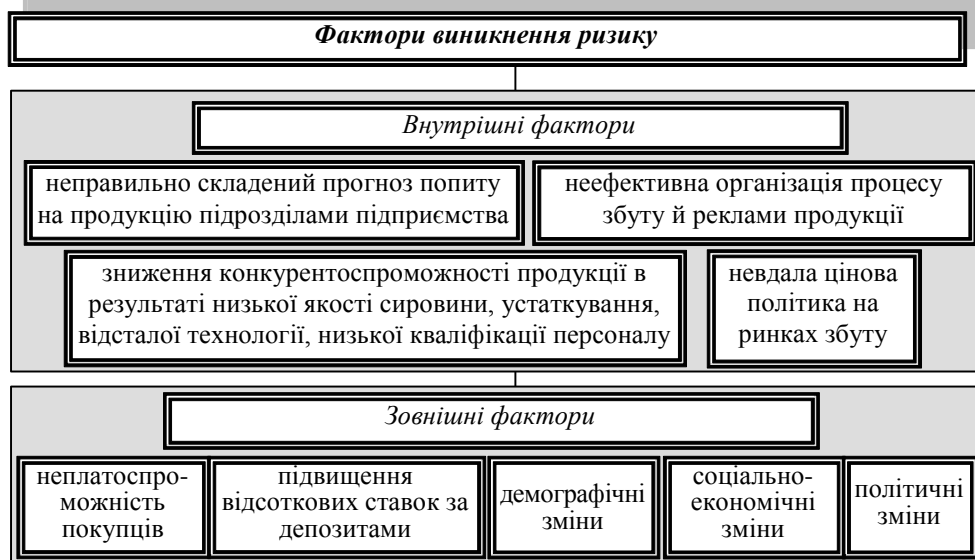 Фактори виникнення ризику
Внутрішні фактори
неправильно складений прогноз попиту
на продукцію підрозділами підприємства
неефективна організація процесу
збуту й реклами продукції
зниження конкурентоспроможності продукції в
результаті низької якості сировини, устаткування,
відсталої технології, низької кваліфікації персоналу
невдала цінова
політика на
ринках збуту
Зовнішні фактори
неплатоспро-
можність
покупців
підвищення
відсоткових ставок за
депозитами
демографічні
зміни
соціально-
економічні
зміни
політичні
зміни